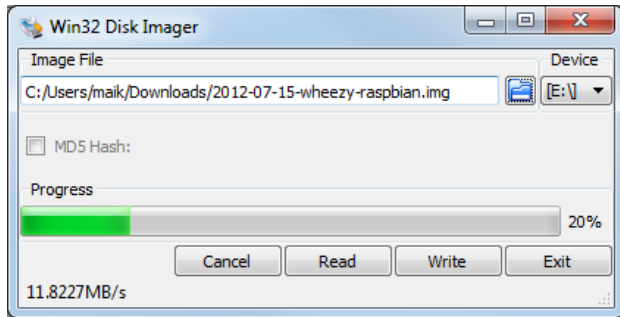 Win32 Disk Imager
Image File Device
C:/Users/maik/Downloads/2012-07-15-wheezy-raspbian.img [E:\]
MD5 Hash:
Progress
20%
Cancel Read Write Exit
11.8227MB/s